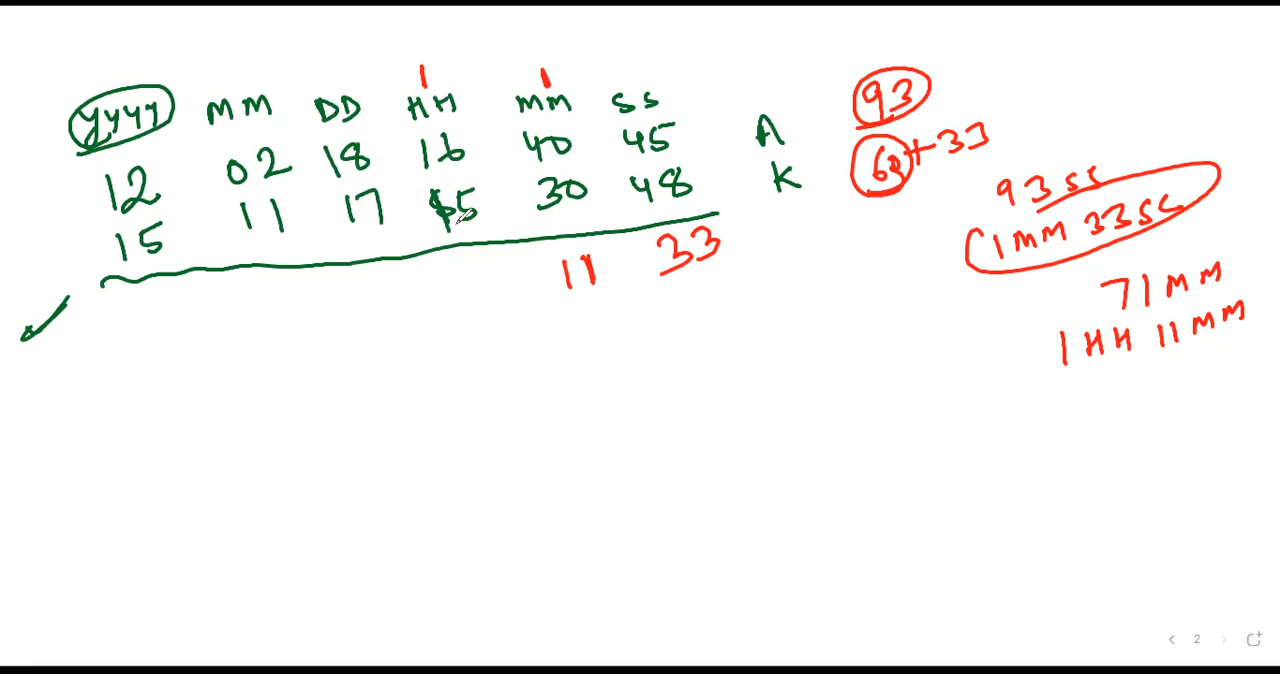 1 1
yyyy MM DD HH MM SS
12 02 18 16 40 45 A
15 11 17 15 30 48 K
11 33
93
60 + 33
93 SS
1 MM 33 SS
71 MM
1 HH 11 MM
2